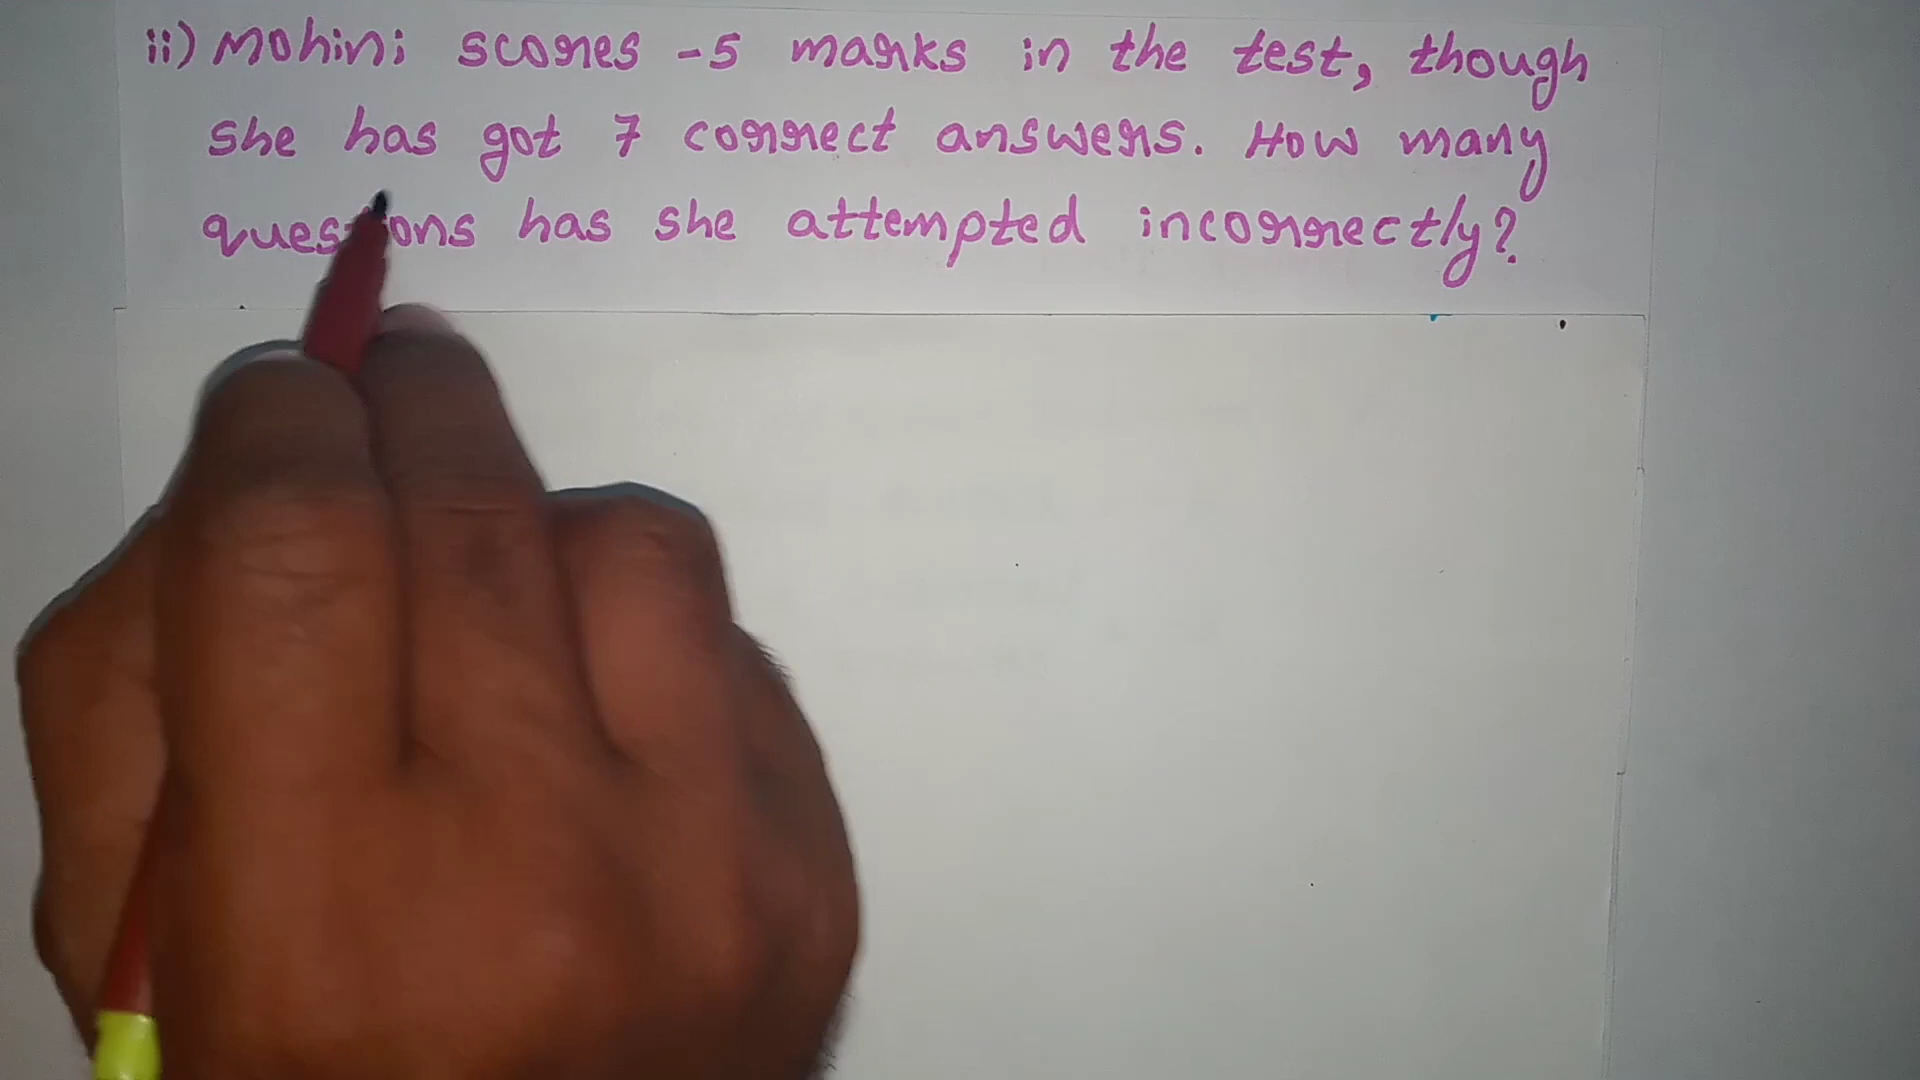 ii) Mohini scores -5 marks in the test, though
she has got 7 correct answers. How many
questions has she attempted incorrectly?